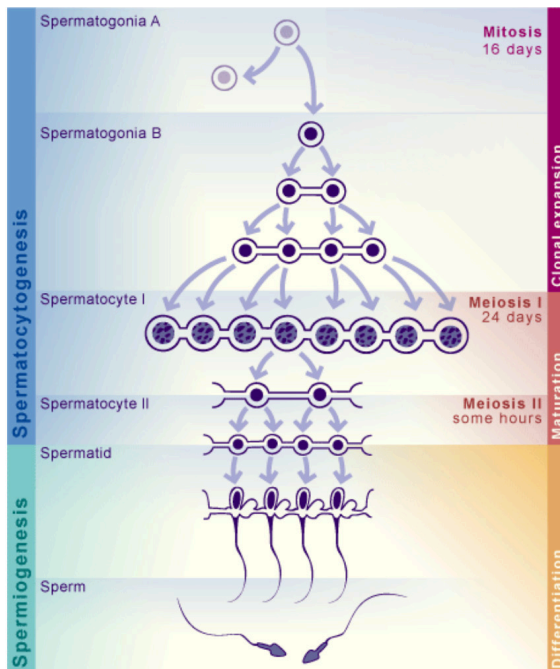 Spermatogonia A
Mitosis
16 days
Spermatogonia B
Clonal expansion
Spermatocytogenesis
Spermatocyte I
Meiosis I
24 days
Spermatocyte II
Meiosis II
some hours
Maturation
Spermatid
Spermiogenesis
Differentiation
Sperm